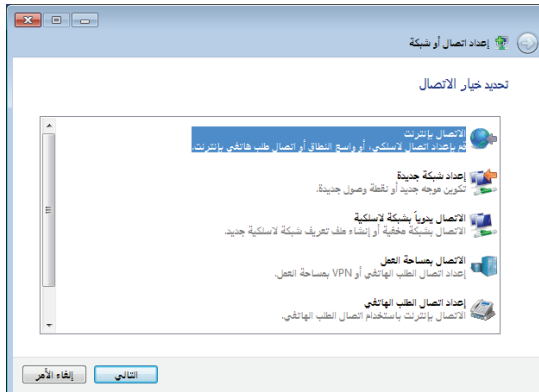 إعداد اتصال أو شبكة
تحديد خيار الاتصال
الاتصال بإنترنت
قم بإعداد اتصال لاسلكي، أو واسع النطاق أو اتصال طلب هاتفي بإنترنت.
إعداد شبكة جديدة
تكوين موجه جديد أو نقطة وصول جديدة.
الاتصال يدوياً بشبكة لاسلكية
الاتصال بشبكة مخفية أو إنشاء ملف تعريف شبكة لاسلكية جديد.
الاتصال بمساحة العمل
إعداد اتصال الطلب الهاتفي أو VPN بمساحة العمل.
إعداد اتصال الطلب الهاتفي
الاتصال بإنترنت باستخدام اتصال الطلب الهاتفي.
التالي
إلغاء الأمر